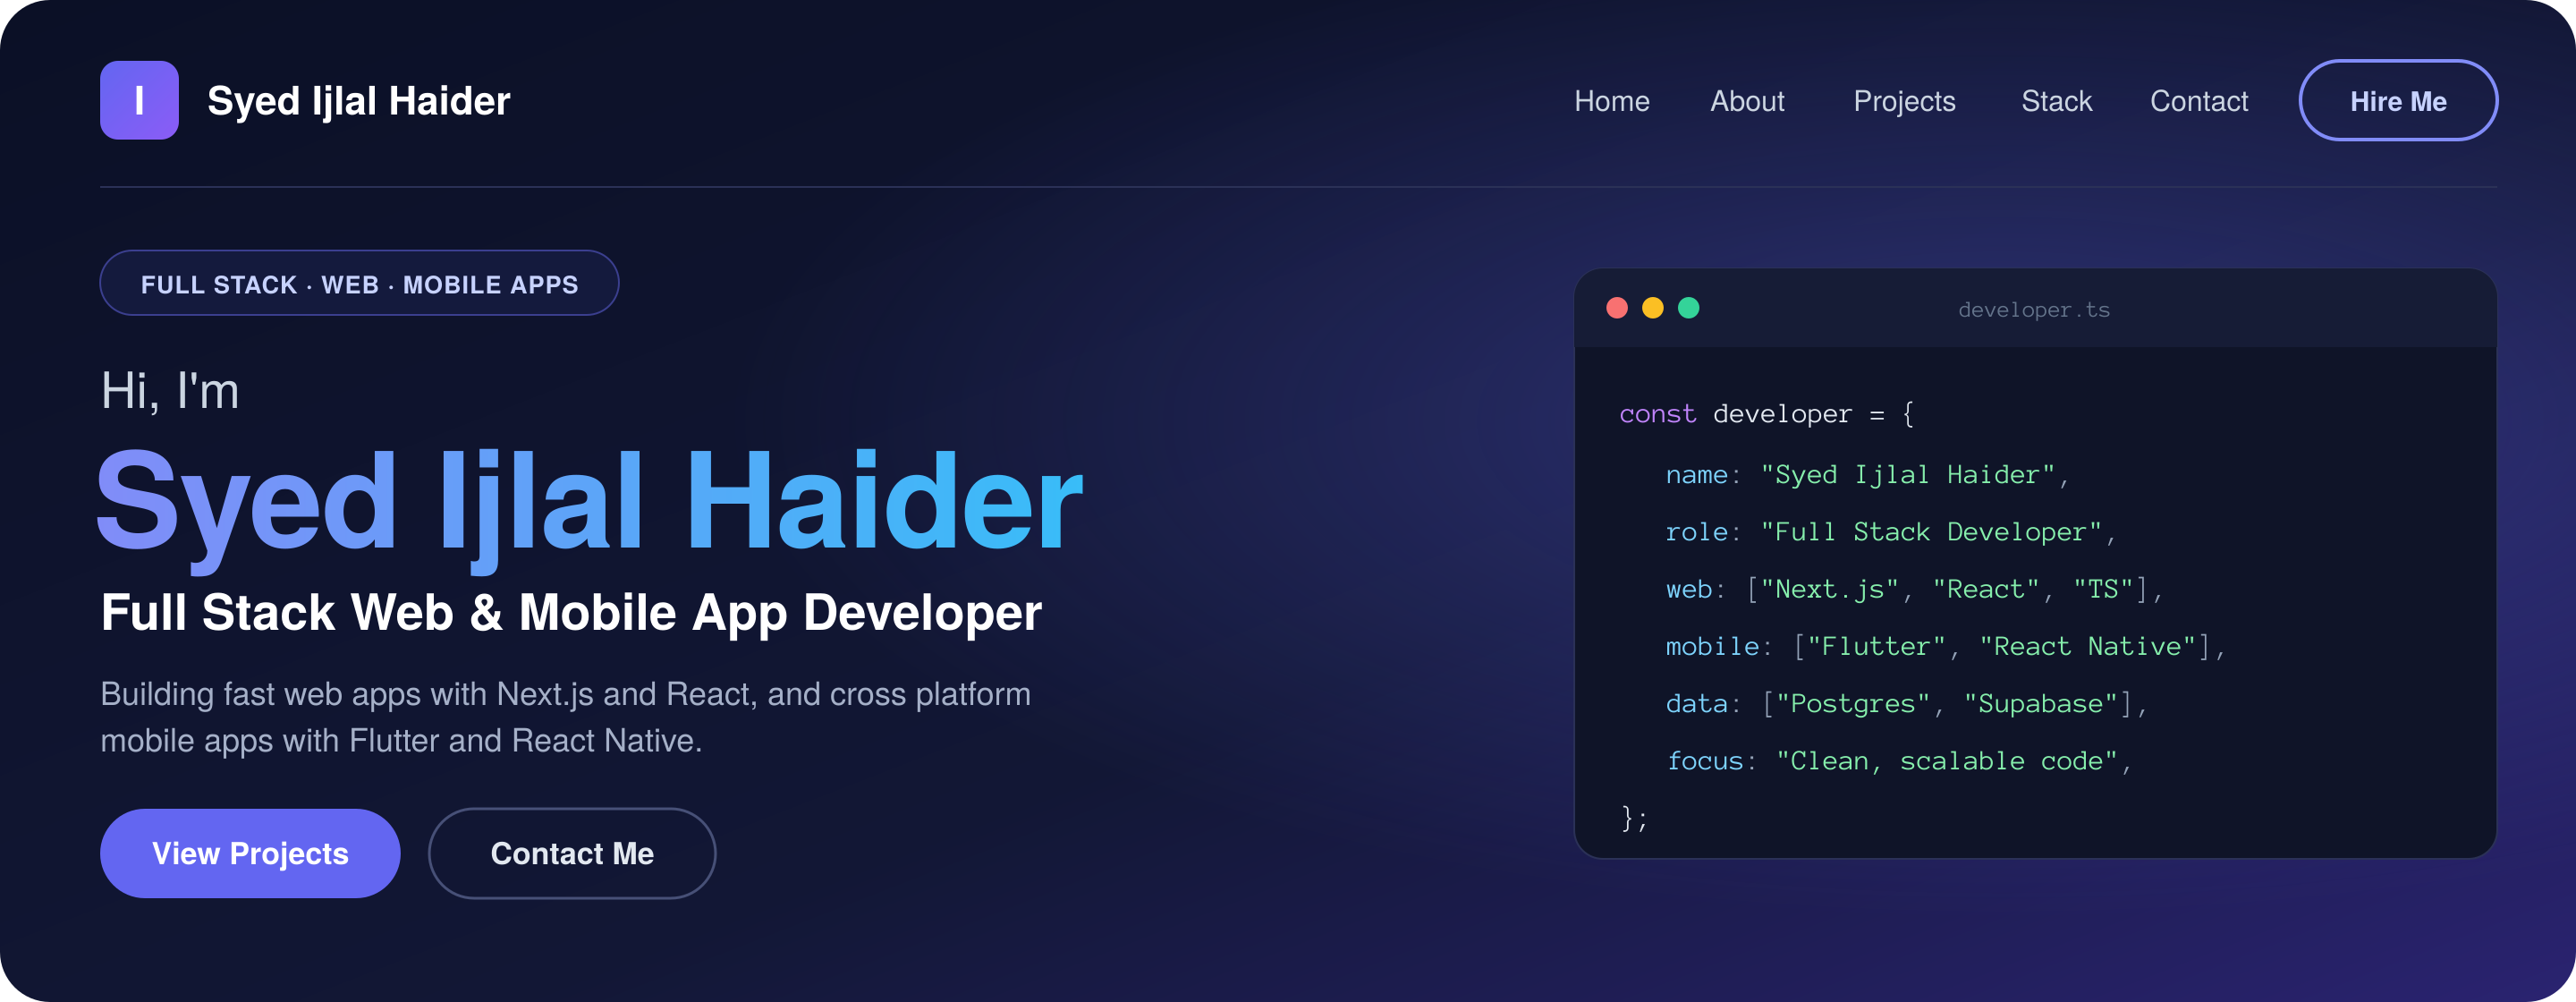 I
Syed Ijlal Haider
Home About Projects Stack Contact Hire Me
FULL STACK · WEB · MOBILE APPS
Hi, I'm
Syed Ijlal Haider
Full Stack Web & Mobile App Developer
Building fast web apps with Next.js and React, and cross platform
mobile apps with Flutter and React Native.
View Projects
Contact Me
developer.ts
const developer = {
name: "Syed Ijlal Haider",
role: "Full Stack Developer",
web: ["Next.js", "React", "TS"],
mobile: ["Flutter", "React Native"],
data: ["Postgres", "Supabase"],
focus: "Clean, scalable code",
};